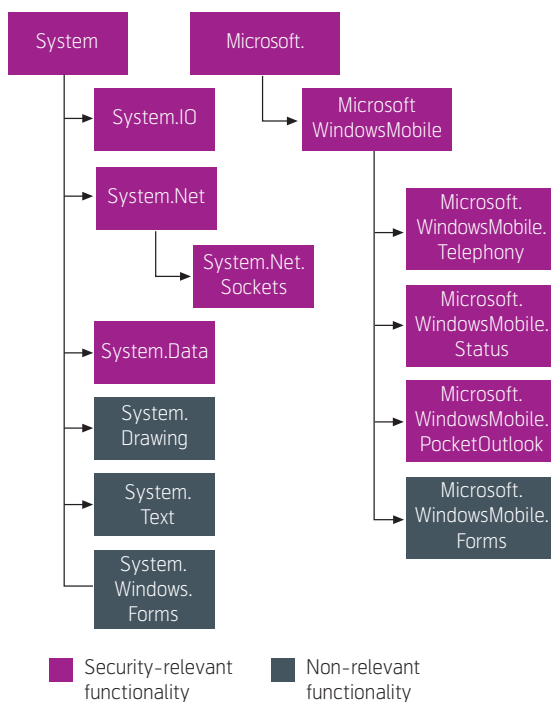 System
Microsoft.
System.IO
Microsoft
WindowsMobile
System.Net
System.Net.
Sockets
Microsoft.
WindowsMobile.
Telephony
Microsoft.
WindowsMobile.
Status
System.Data
Microsoft.
WindowsMobile.
PocketOutlook
System.
Drawing
System.
Text
Microsoft.
WindowsMobile.
Forms
System.
Windows.
Forms
Security-relevant
functionality
Non-relevant
functionality